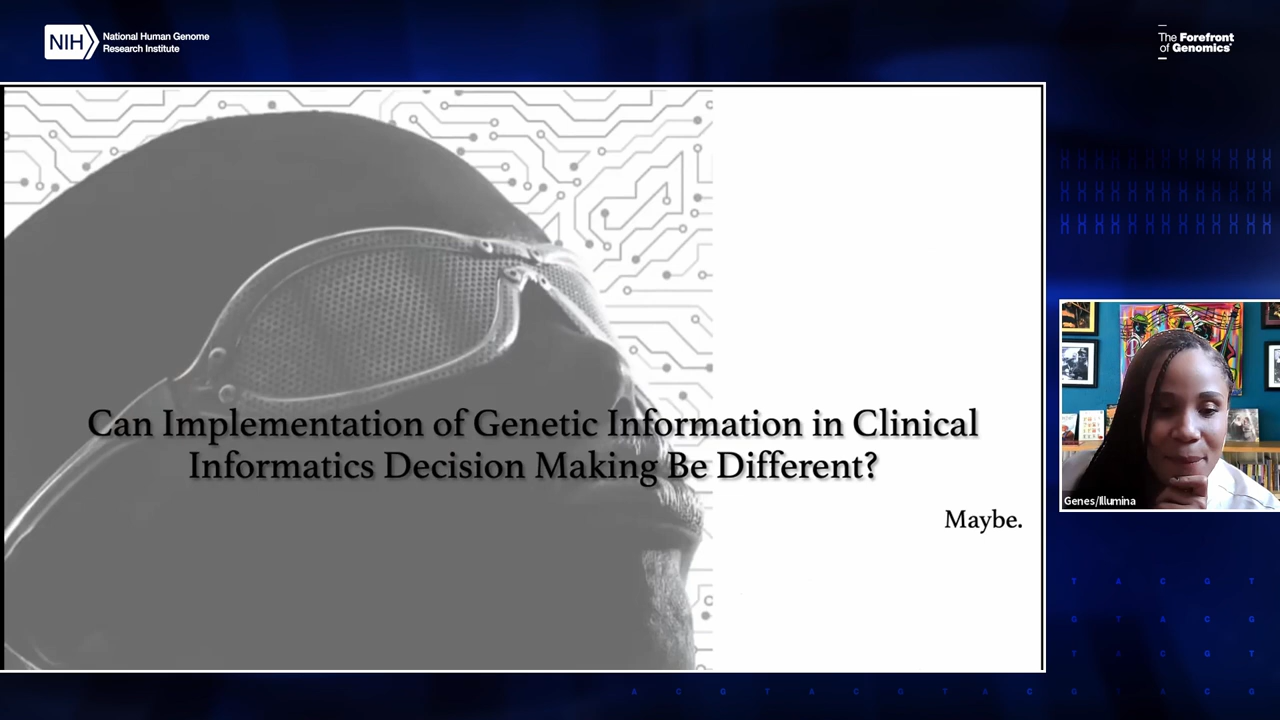 NIH
National Human Genome
Research Institute
The Forefront
of Genomics®
Can Implementation of Genetic Information in Clinical
Informatics Decision Making Be Different?
Maybe.
Genes/Illumina
T A C G T
G T A C G
T A C G T
A C G T A C G T A C G T A C G